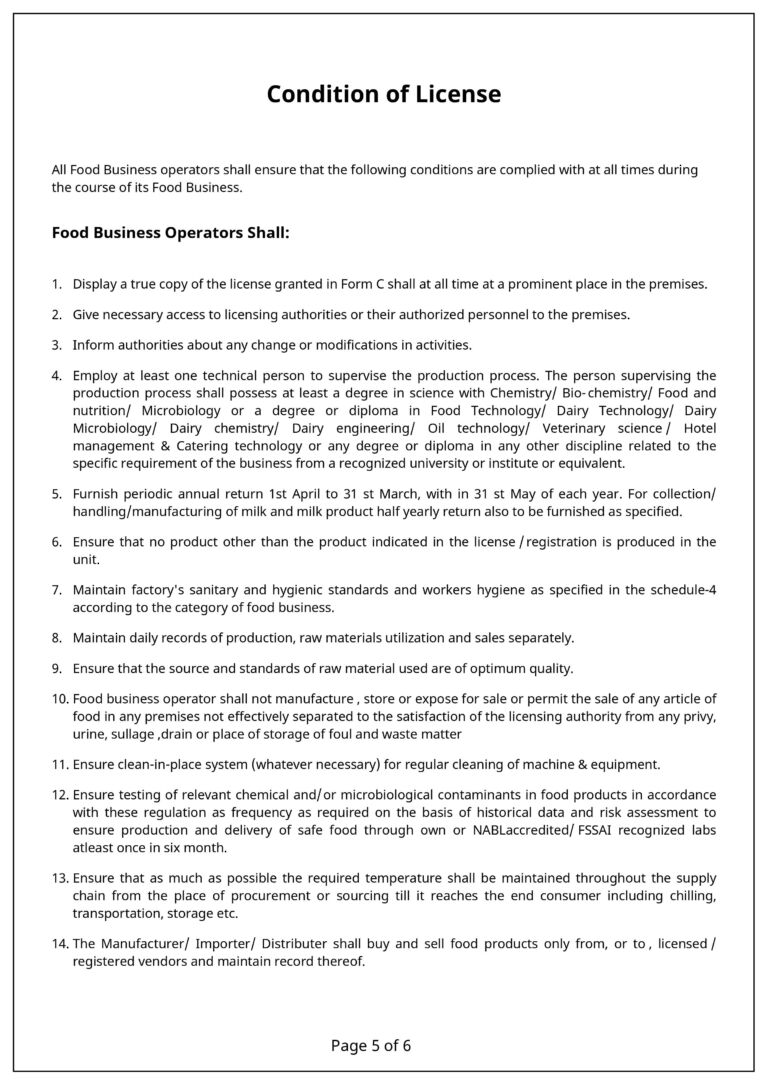 Condition of License
All Food Business operators shall ensure that the following conditions are complied with at all times during
the course of its Food Business.
Food Business Operators Shall:
1. Display a true copy of the license granted in Form C shall at all time at a prominent place in the premises.
2. Give necessary access to licensing authorities or their authorized personnel to the premises.
3. Inform authorities about any change or modifications in activities.
4. Employ at least one technical person to supervise the production process. The person supervising the
production process shall possess at least a degree in science with Chemistry/ Bio-chemistry/ Food and
nutrition/ Microbiology or a degree or diploma in Food Technology/ Dairy Technology/ Dairy
Microbiology/ Dairy chemistry/ Dairy engineering/ Oil technology/ Veterinary science / Hotel
management & Catering technology or any degree or diploma in any other discipline related to the
specific requirement of the business from a recognized university or institute or equivalent.
5. Furnish periodic annual return 1st April to 31 st March, with in 31 st May of each year. For collection/
handling/manufacturing of milk and milk product half yearly return also to be furnished as specified.
6. Ensure that no product other than the product indicated in the license /registration is produced in the
unit.
7. Maintain factory's sanitary and hygienic standards and workers hygiene as specified in the schedule-4
according to the category of food business.
8. Maintain daily records of production, raw materials utilization and sales separately.
9. Ensure that the source and standards of raw material used are of optimum quality.
10. Food business operator shall not manufacture , store or expose for sale or permit the sale of any article of
food in any premises not effectively separated to the satisfaction of the licensing authority from any privy,
urine, sullage ,drain or place of storage of foul and waste matter
11. Ensure clean-in-place system (whatever necessary) for regular cleaning of machine & equipment.
12. Ensure testing of relevant chemical and/or microbiological contaminants in food products in accordance
with these regulation as frequency as required on the basis of historical data and risk assessment to
ensure production and delivery of safe food through own or NABLaccredited/ FSSAI recognized labs
atleast once in six month.
13. Ensure that as much as possible the required temperature shall be maintained throughout the supply
chain from the place of procurement or sourcing till it reaches the end consumer including chilling,
transportation, storage etc.
14. The Manufacturer/ Importer/ Distributer shall buy and sell food products only from, or to , licensed /
registered vendors and maintain record thereof.
Page 5 of 6